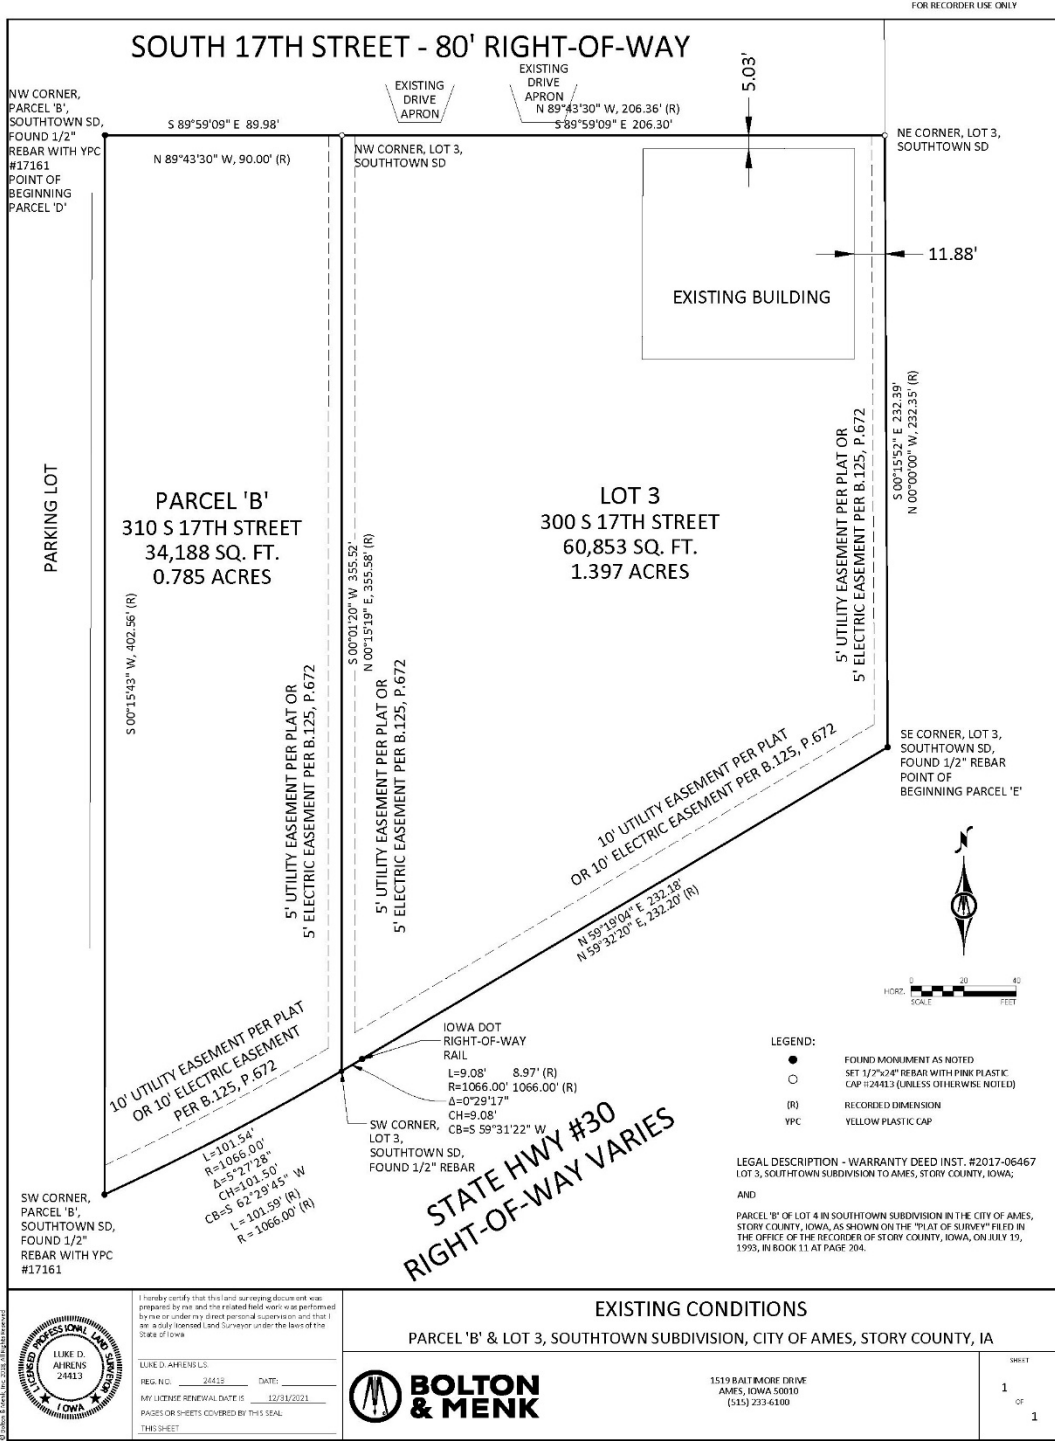 FOR RECORDER USE ONLY
SOUTH 17TH STREET - 80' RIGHT-OF-WAY
NW CORNER,
PARCEL 'B',
SOUTHTOWN SD,
FOUND 1/2"
REBAR WITH YPC
#17161
POINT OF
BEGINNING
PARCEL 'D'
S 89°59'09" E 89.98'
N 89°43'30" W, 90.00' (R)
EXISTING
DRIVE
APRON
EXISTING
DRIVE
APRON
N 89°43'30" W, 206.36' (R)
S 89°59'09" E 206.30'
NW CORNER, LOT 3,
SOUTHTOWN SD
5.03'
NE CORNER, LOT 3,
SOUTHTOWN SD
11.88'
EXISTING BUILDING
S 00°15'52" E 232.39'
N 00°00'00" W, 232.35' (R)
PARKING LOT
PARCEL 'B'
310 S 17TH STREET
34,188 SQ. FT.
0.785 ACRES
LOT 3
300 S 17TH STREET
60,853 SQ. FT.
1.397 ACRES
S 00°15'43" W, 402.56' (R)
S 00°01'20" W 355.52'
N 00°15'19" E, 355.58' (R)
5' UTILITY EASEMENT PER PLAT OR
5' ELECTRIC EASEMENT PER B.125, P.672
5' UTILITY EASEMENT PER PLAT OR
5' ELECTRIC EASEMENT PER B.125, P.672
5' UTILITY EASEMENT PER PLAT OR
5' ELECTRIC EASEMENT PER B.125, P.672
10' UTILITY EASEMENT PER PLAT
OR 10' ELECTRIC EASEMENT PER B.125, P.672
N 59°19'04" E 232.18'
N 59°32'20" E, 232.20' (R)
SE CORNER, LOT 3,
SOUTHTOWN SD,
FOUND 1/2" REBAR
POINT OF
BEGINNING PARCEL 'E'
N
0 20 40
HORZ.
SCALE FEET
10' UTILITY EASEMENT PER PLAT
OR 10' ELECTRIC EASEMENT
PER B.125, P.672
IOWA DOT
RIGHT-OF-WAY
RAIL
L=9.08' 8.97' (R)
R=1066.00' 1066.00' (R)
Δ=0°29'17"
CH=9.08'
CB=S 59°31'22" W
SW CORNER,
LOT 3,
SOUTHTOWN SD,
FOUND 1/2" REBAR
L=101.54'
R=1066.00'
Δ=5°27'28"
CH=101.50'
CB=S 62°29'45" W
L = 101.59' (R)
R = 1066.00' (R)
STATE HWY #30
RIGHT-OF-WAY VARIES
SW CORNER,
PARCEL 'B',
SOUTHTOWN SD,
FOUND 1/2"
REBAR WITH YPC
#17161
LEGEND:
FOUND MONUMENT AS NOTED
SET 1/2"x24" REBAR WITH PINK PLASTIC
CAP #24413 (UNLESS OTHERWISE NOTED)
(R) RECORDED DIMENSION
YPC YELLOW PLASTIC CAP
LEGAL DESCRIPTION - WARRANTY DEED INST. #2017-06467
LOT 3, SOUTHTOWN SUBDIVISION TO AMES, STORY COUNTY, IOWA;
AND
PARCEL 'B' OF LOT 4 IN SOUTHTOWN SUBDIVISION IN THE CITY OF AMES,
STORY COUNTY, IOWA, AS SHOWN ON THE "PLAT OF SURVEY" FILED IN
THE OFFICE OF THE RECORDER OF STORY COUNTY, IOWA, ON JULY 19,
1993, IN BOOK 11 AT PAGE 204.
LICENSED PROFESSIONAL LAND SURVEYOR
LUKE D.
AHRENS
24413
IOWA
I hereby certify that this land surveying document was
prepared by me and the related field work was performed
by me or under my direct personal supervision and that I
am a duly licensed Land Surveyor under the laws of the
State of Iowa
LUKE D. AHRENS L.S.
REG. NO. 24413 DATE:
MY LICENSE RENEWAL DATE IS 12/31/2021
PAGES OR SHEETS COVERED BY THIS SEAL
THIS SHEET
EXISTING CONDITIONS
PARCEL 'B' & LOT 3, SOUTHTOWN SUBDIVISION, CITY OF AMES, STORY COUNTY, IA
BOLTON
& MENK
1519 BALTIMORE DRIVE
AMES, IOWA 50010
(515) 233-6100
SHEET
1
OF
1